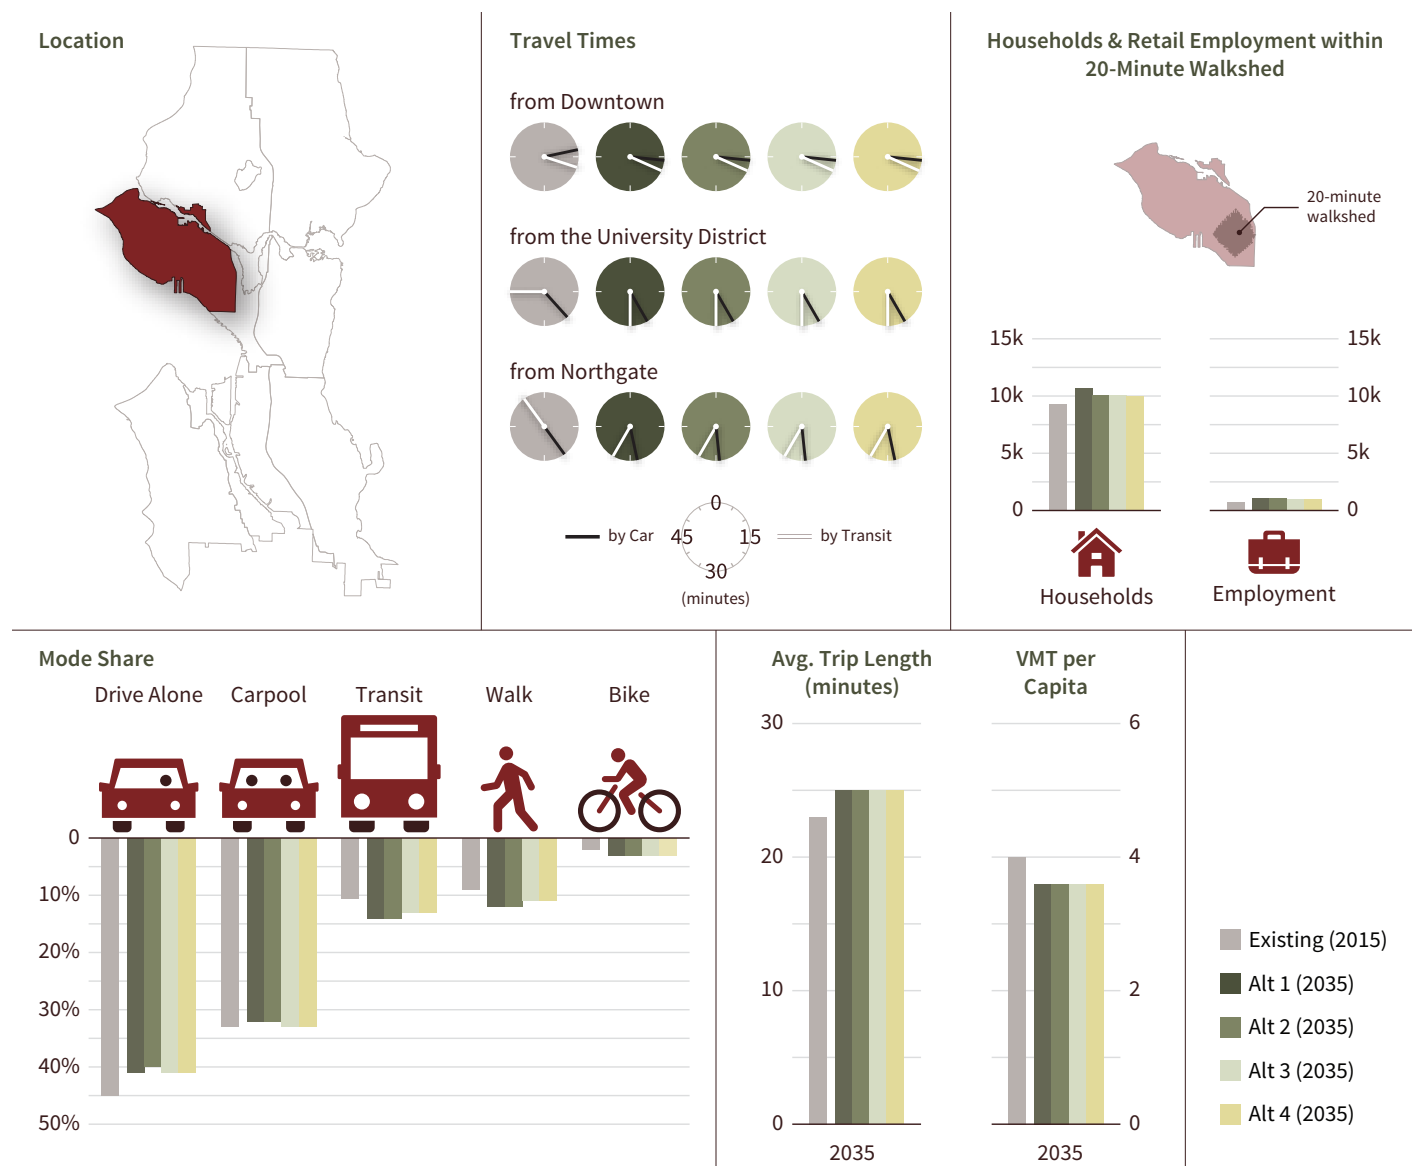 Location
Travel Times
from Downtown
from the University District
from Northgate
0
by Car
45
15
by Transit
30
(minutes)
Households & Retail Employment within
20-Minute Walkshed
20-minute
walkshed
15k
15k
10k
10k
5k
5k
0
0
Households
Employment
Mode Share
Drive Alone
Carpool
Transit
Walk
Bike
0
10%
20%
30%
40%
50%
Avg. Trip Length
(minutes)
30
20
10
0
2035
VMT per
Capita
6
4
2
0
2035
Existing (2015)
Alt 1 (2035)
Alt 2 (2035)
Alt 3 (2035)
Alt 4 (2035)